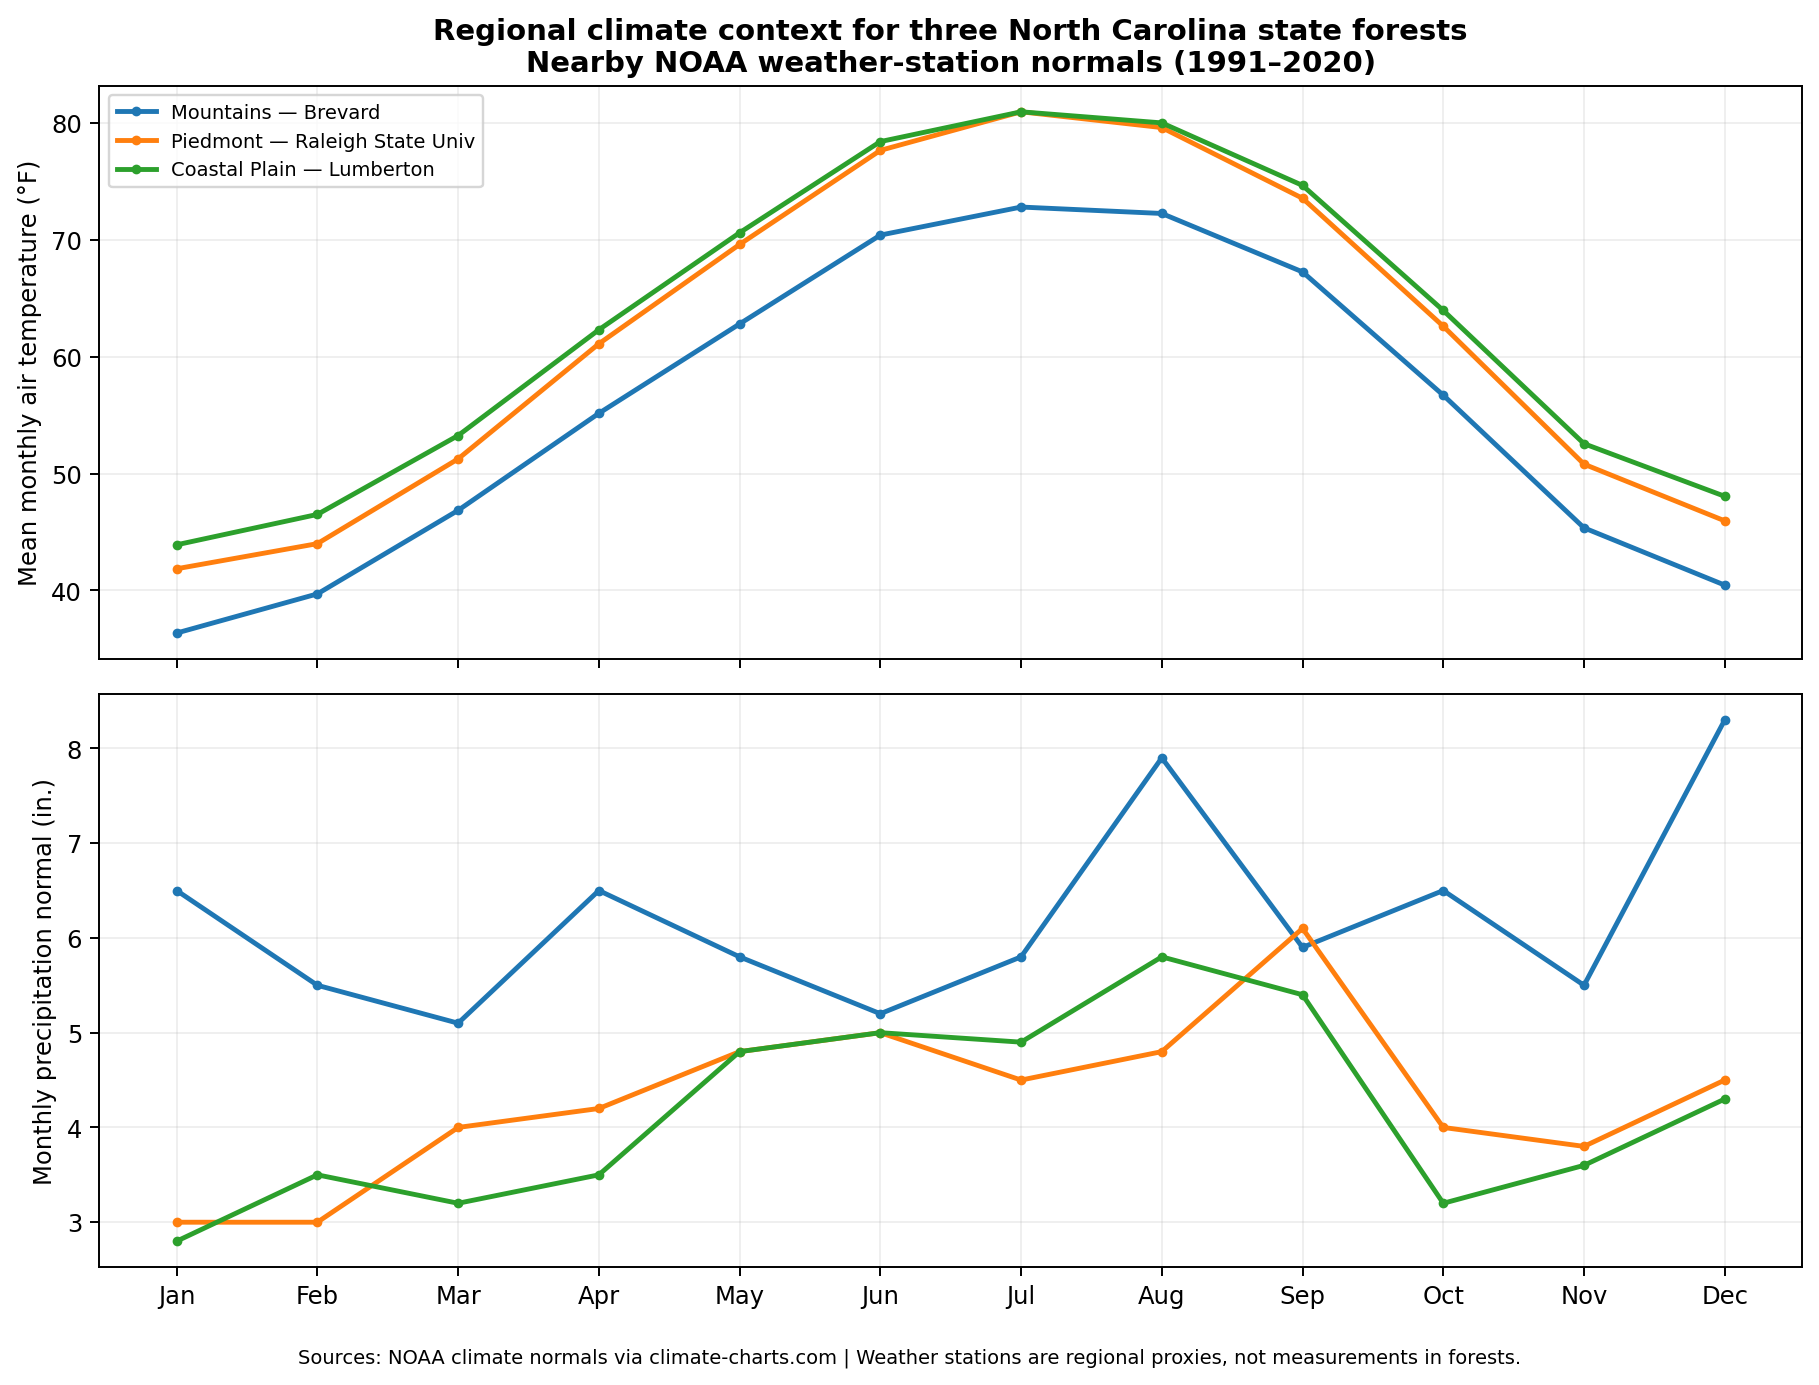 Regional climate context for three North Carolina state forests
Nearby NOAA weather-station normals (1991–2020)
Mean monthly air temperature (°F)
80
70
60
50
40
Mountains — Brevard
Piedmont — Raleigh State Univ
Coastal Plain — Lumberton
Monthly precipitation normal (in.)
8
7
6
5
4
3
Jan Feb Mar Apr May Jun Jul Aug Sep Oct Nov Dec
Sources: NOAA climate normals via climate-charts.com | Weather stations are regional proxies, not measurements in forests.